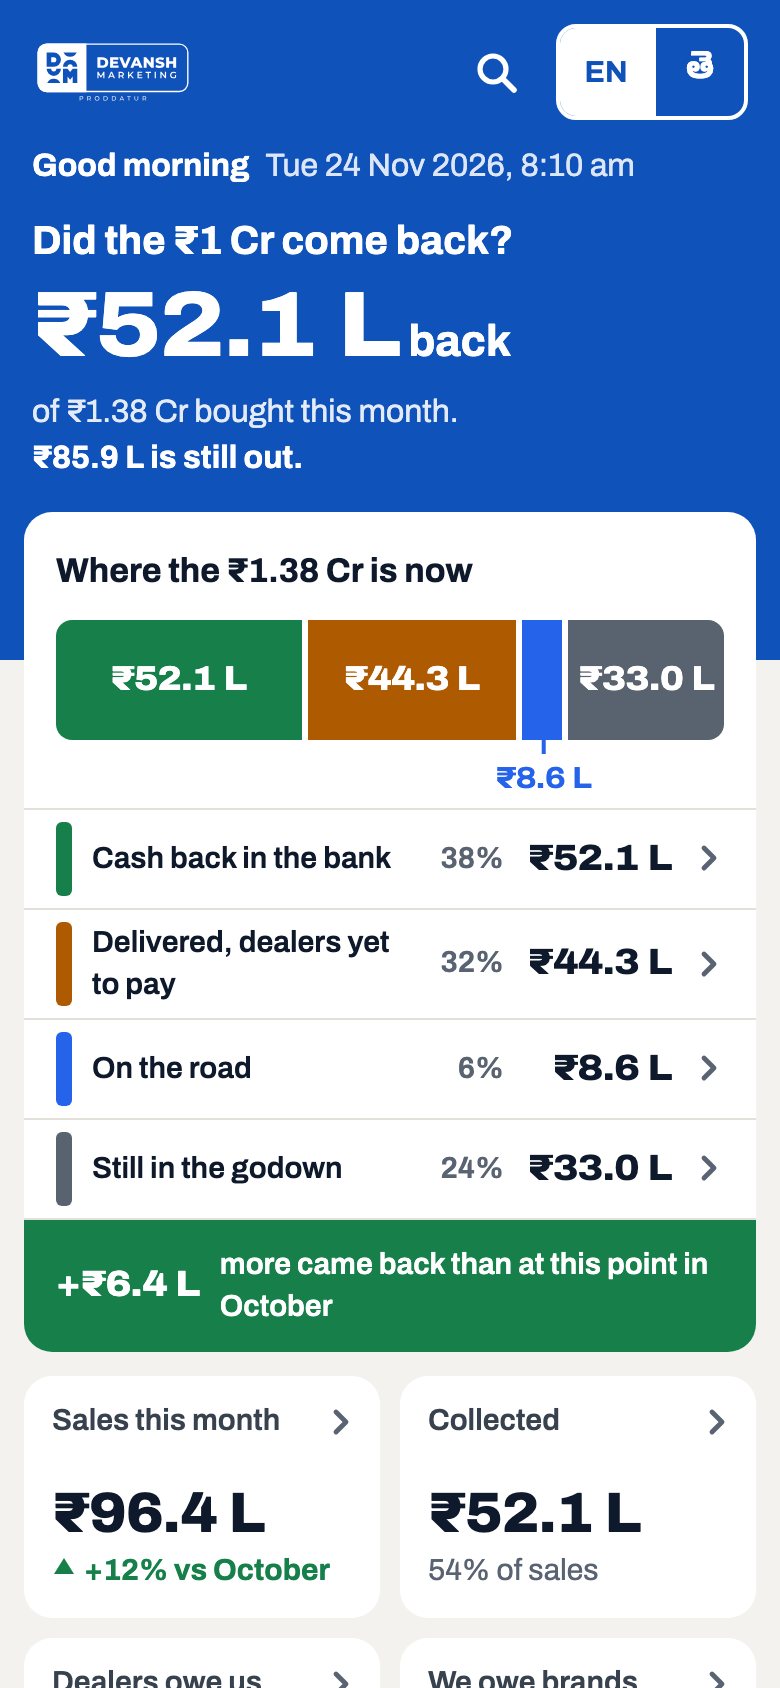 DEVANSH
MARKETING
PRODDATUR
EN
తె
Good morning Tue 24 Nov 2026, 8:10 am
Did the ₹1 Cr come back?
₹52.1 L back
of ₹1.38 Cr bought this month.
₹85.9 L is still out.
Where the ₹1.38 Cr is now
₹52.1 L ₹44.3 L ₹33.0 L
₹8.6 L
Cash back in the bank 38% ₹52.1 L
Delivered, dealers yet
to pay 32% ₹44.3 L
On the road 6% ₹8.6 L
Still in the godown 24% ₹33.0 L
+₹6.4 L more came back than at this point in
October
Sales this month
₹96.4 L
+12% vs October
Collected
₹52.1 L
54% of sales
Dealers owe us
We owe brands